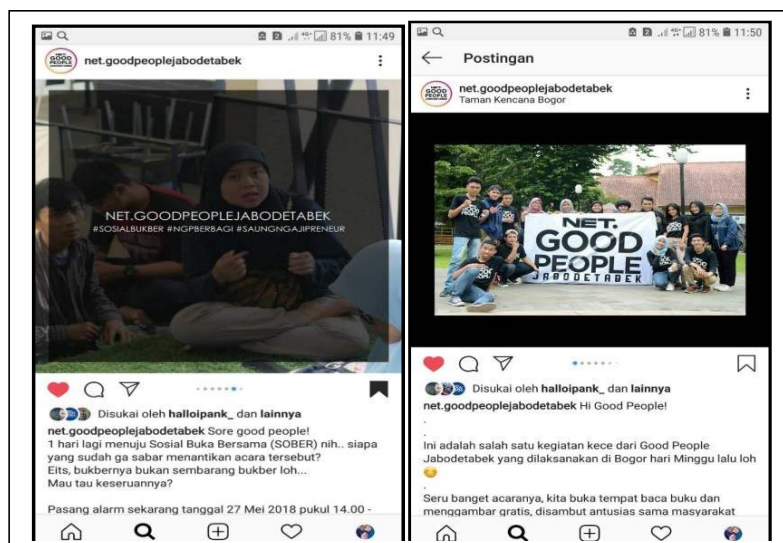 81% 11:49
net.goodpeoplejabodetabek
NET.GOODPEOPLEJABODETABEK
#SOSIALBUKBER #NGPBERBAGI #SAUNGNGAJIPRENEUR
Disukai oleh halloipank_ dan lainnya
net.goodpeoplejabodetabek Sore good people!
1 hari lagi menuju Sosial Buka Bersama (SOBER) nih.. siapa
yang sudah ga sabar menantikan acara tersebut?
Eits, bukbernya bukan sembarang bukber loh...
Mau tau keseruannya?
Pasang alarm sekarang tanggal 27 Mei 2018 pukul 14.00 -
81% 11:50
Postingan
net.goodpeoplejabodetabek
Taman Kencana Bogor
NET.
GOOD
PEOPLE
JABODETABEK
Disukai oleh halloipank_ dan lainnya
net.goodpeoplejabodetabek Hi Good People!
.
.
Ini adalah salah satu kegiatan kece dari Good People
Jabodetabek yang dilaksanakan di Bogor hari Minggu lalu loh
😊
.
Seru banget acaranya, kita buka tempat baca buku dan
menggambar gratis, disambut antusias sama masyarakat